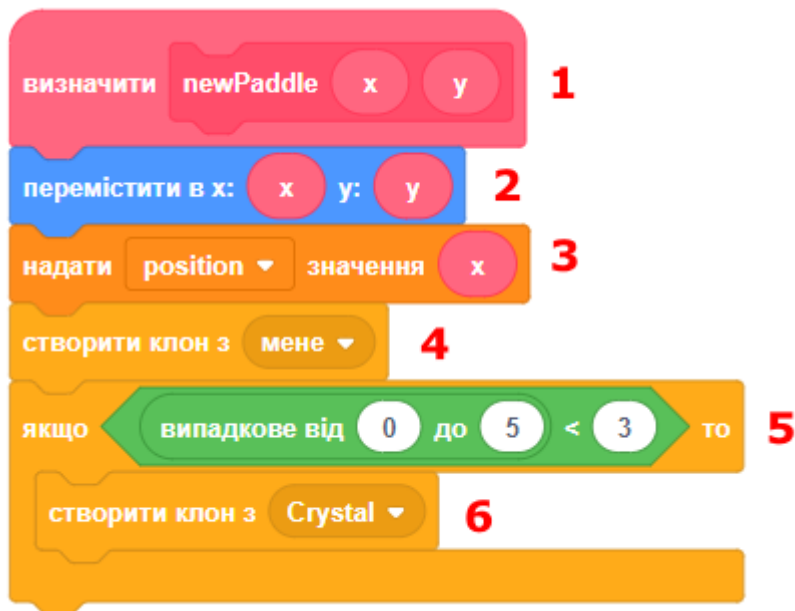 визначити newPaddle x y 1
перемістити в x: x y: y 2
надати position значення x 3
створити клон з мене 4
якщо випадкове від 0 до 5 < 3 то 5
створити клон з Crystal 6